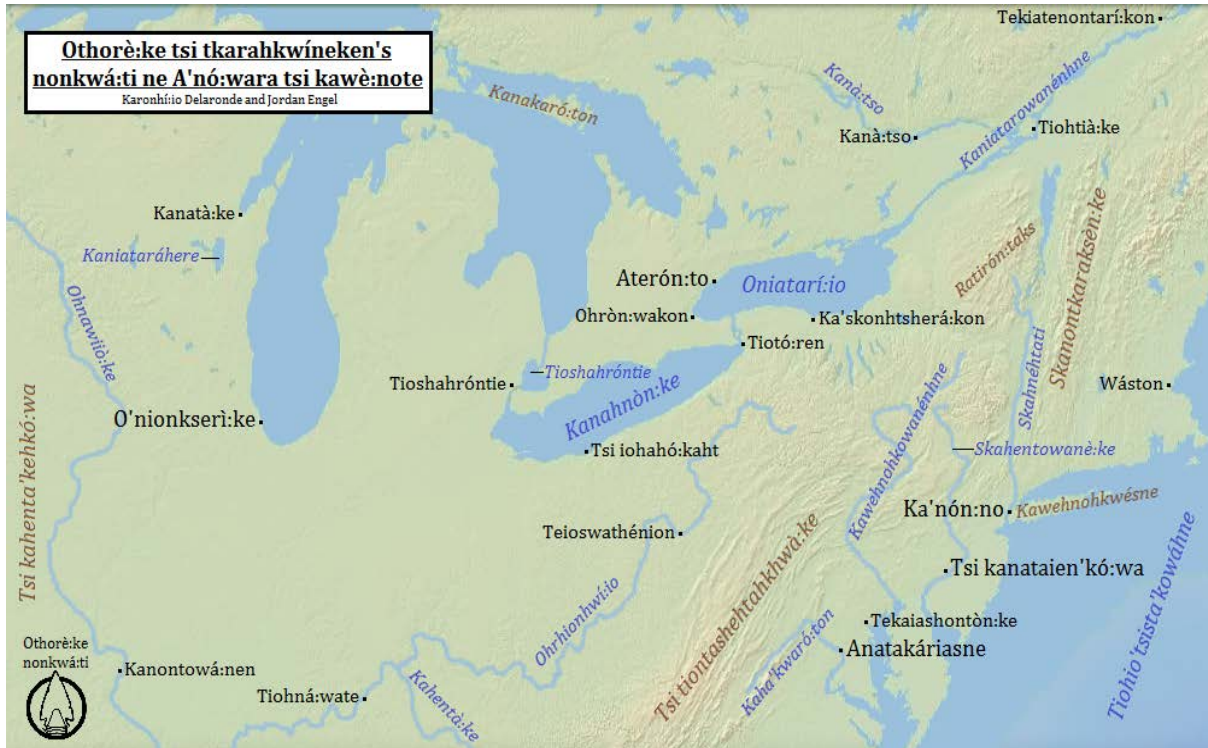 Othorè:ke tsi tkarahkwíneken's
nonkwá:ti ne A'nó:wara tsi kawè:note
Karonhí:io Delaronde and Jordan Engel
Tekiatenontarí:kon
Kanakaró:ton
Kanà:tso
Kaniatarowanénhne
Kanà:tso
Tiohtià:ke
Kanatà:ke
Kaniataráhere
Ohnawiiò:ke
Aterón:to
Oniatarí:io
Ratirón:taks
Skanontkaraksèn:ke
Ohròn:wakon
Ka'skonhtsherá:kon
Tiotó:ren
Tioshahróntie
Tioshahróntie
Kanahnòn:ke
Skahnéhtati
Wáston
O'nionkserì:ke
Tsi kahenta'kehkó:wa
Tsi iohahó:kaht
Kawehnohkowanénhne
Skahentowanè:ke
Ka'nón:no
Kawehnohkwésne
Teioswathénion
Tsi kanataien'kó:wa
Ohrhionhwí:io
Tsi tiontashehtahkhwà:ke
Tekaiashontòn:ke
Anatakáriasne
Kaha'kwaró:ton
Tiohio'tsista'kowáhne
Othorè:ke
nonkwá:ti
Kanontowá:nen
Tiohná:wate
Kahentà:ke